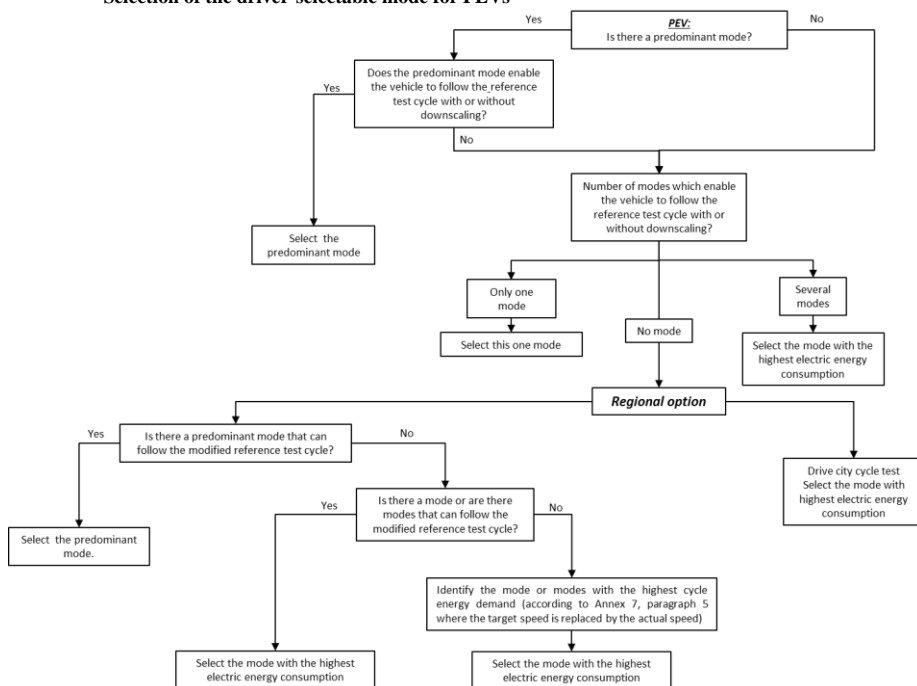 Selection of the driver-selectable mode for PEVs
PEV:
Is there a predominant mode?
Yes
No
Does the predominant mode enable
the vehicle to follow the reference
test cycle with or without
downscaling?
Yes
No
Number of modes which enable
the vehicle to follow the
reference test cycle with or
without downscaling?
Select the
predominant mode
Only one
mode
Several
modes
No mode
Select this one mode
Select the mode with the
highest electric energy
consumption
Regional option
Yes
Is there a predominant mode that can
follow the modified reference test cycle?
No
Drive city cycle test
Select the mode with
highest electric energy
consumption
Yes
Is there a mode or are there
modes that can follow the
modified reference test cycle?
No
Select the predominant
mode.
Identify the mode or modes with the highest cycle
energy demand (according to Annex 7, paragraph 5
where the target speed is replaced by the actual speed)
Select the mode with the highest
electric energy consumption
Select the mode with the highest
electric energy consumption